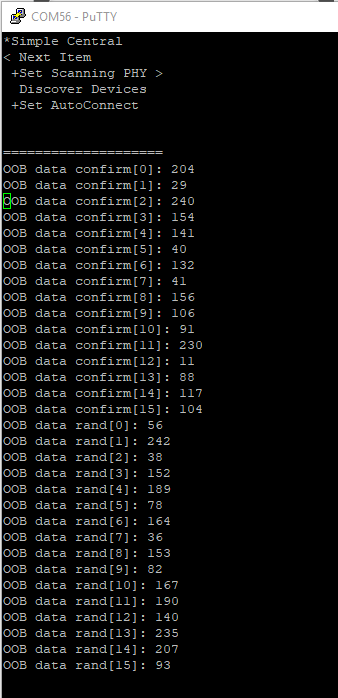 COM56 - PuTTY
*Simple Central
< Next Item
+Set Scanning PHY >
Discover Devices
+Set AutoConnect
====================
OOB data confirm[0]: 204
OOB data confirm[1]: 29
OOB data confirm[2]: 240
OOB data confirm[3]: 154
OOB data confirm[4]: 141
OOB data confirm[5]: 40
OOB data confirm[6]: 132
OOB data confirm[7]: 41
OOB data confirm[8]: 156
OOB data confirm[9]: 106
OOB data confirm[10]: 91
OOB data confirm[11]: 230
OOB data confirm[12]: 11
OOB data confirm[13]: 88
OOB data confirm[14]: 117
OOB data confirm[15]: 104
OOB data rand[0]: 56
OOB data rand[1]: 242
OOB data rand[2]: 38
OOB data rand[3]: 152
OOB data rand[4]: 189
OOB data rand[5]: 78
OOB data rand[6]: 164
OOB data rand[7]: 36
OOB data rand[8]: 153
OOB data rand[9]: 82
OOB data rand[10]: 167
OOB data rand[11]: 190
OOB data rand[12]: 140
OOB data rand[13]: 235
OOB data rand[14]: 207
OOB data rand[15]: 93